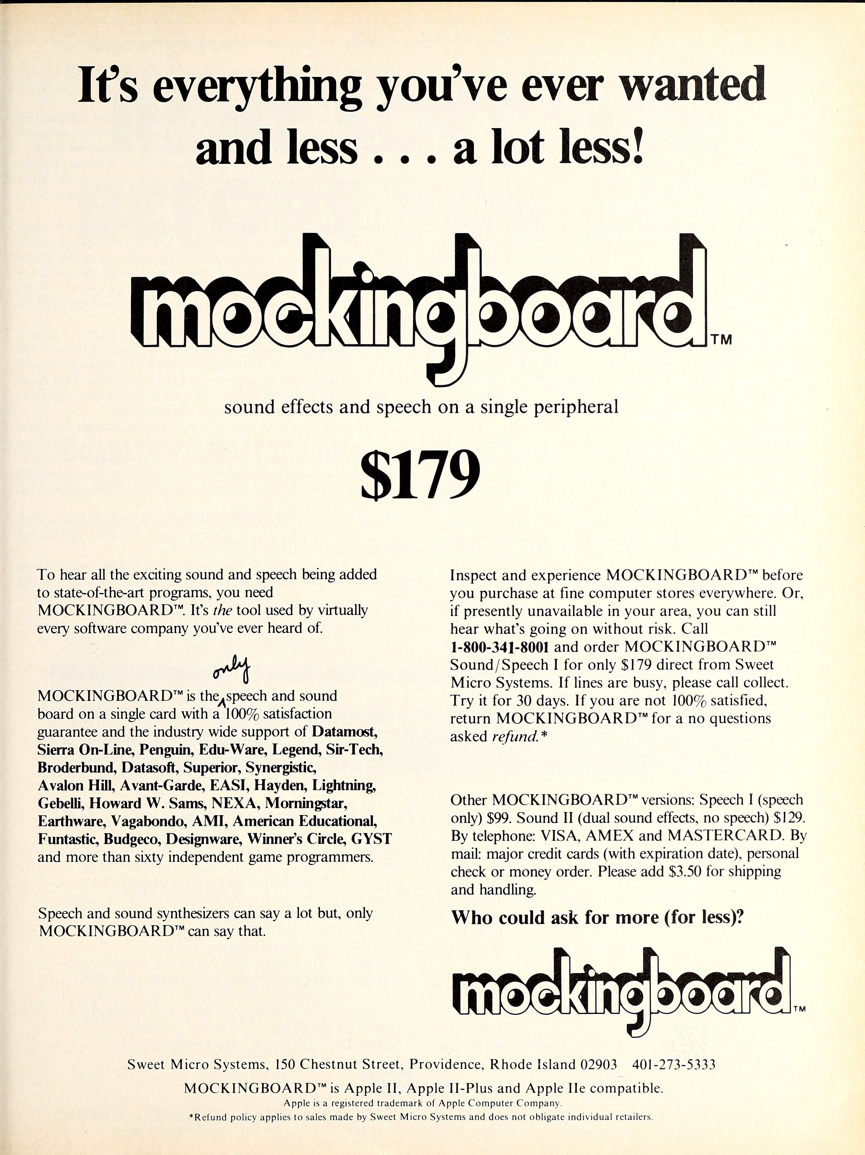 It's everything you've ever wanted
and less . . . a lot less!
mockingboard™
sound effects and speech on a single peripheral
$179
To hear all the exciting sound and speech being added
to state-of-the-art programs, you need
MOCKINGBOARD™. It's the tool used by virtually
every software company you've ever heard of.
only
MOCKINGBOARD™ is the speech and sound
board on a single card with a 100% satisfaction
guarantee and the industry wide support of Datamost,
Sierra On-Line, Penguin, Edu-Ware, Legend, Sir-Tech,
Broderbund, Datasoft, Superior, Synergistic,
Avalon Hill, Avant-Garde, EASI, Hayden, Lightning,
Gebelli, Howard W. Sams, NEXA, Morningstar,
Earthware, Vagabondo, AMI, American Educational,
Funtastic, Budgeco, Designware, Winner's Circle, GYST
and more than sixty independent game programmers.
Speech and sound synthesizers can say a lot but, only
MOCKINGBOARD™ can say that.
Inspect and experience MOCKINGBOARD™ before
you purchase at fine computer stores everywhere. Or,
if presently unavailable in your area, you can still
hear what's going on without risk. Call
1-800-341-8001 and order MOCKINGBOARD™
Sound/Speech I for only $179 direct from Sweet
Micro Systems. If lines are busy, please call collect.
Try it for 30 days. If you are not 100% satisfied,
return MOCKINGBOARD™ for a no questions
asked refund.*
Other MOCKINGBOARD™ versions: Speech I (speech
only) $99. Sound II (dual sound effects, no speech) $129.
By telephone: VISA, AMEX and MASTERCARD. By
mail: major credit cards (with expiration date), personal
check or money order. Please add $3.50 for shipping
and handling.
Who could ask for more (for less)?
mockingboard™
Sweet Micro Systems, 150 Chestnut Street, Providence, Rhode Island 02903 401-273-5333
MOCKINGBOARD™ is Apple II, Apple II-Plus and Apple IIe compatible.
Apple is a registered trademark of Apple Computer Company.
*Refund policy applies to sales made by Sweet Micro Systems and does not obligate individual retailers.